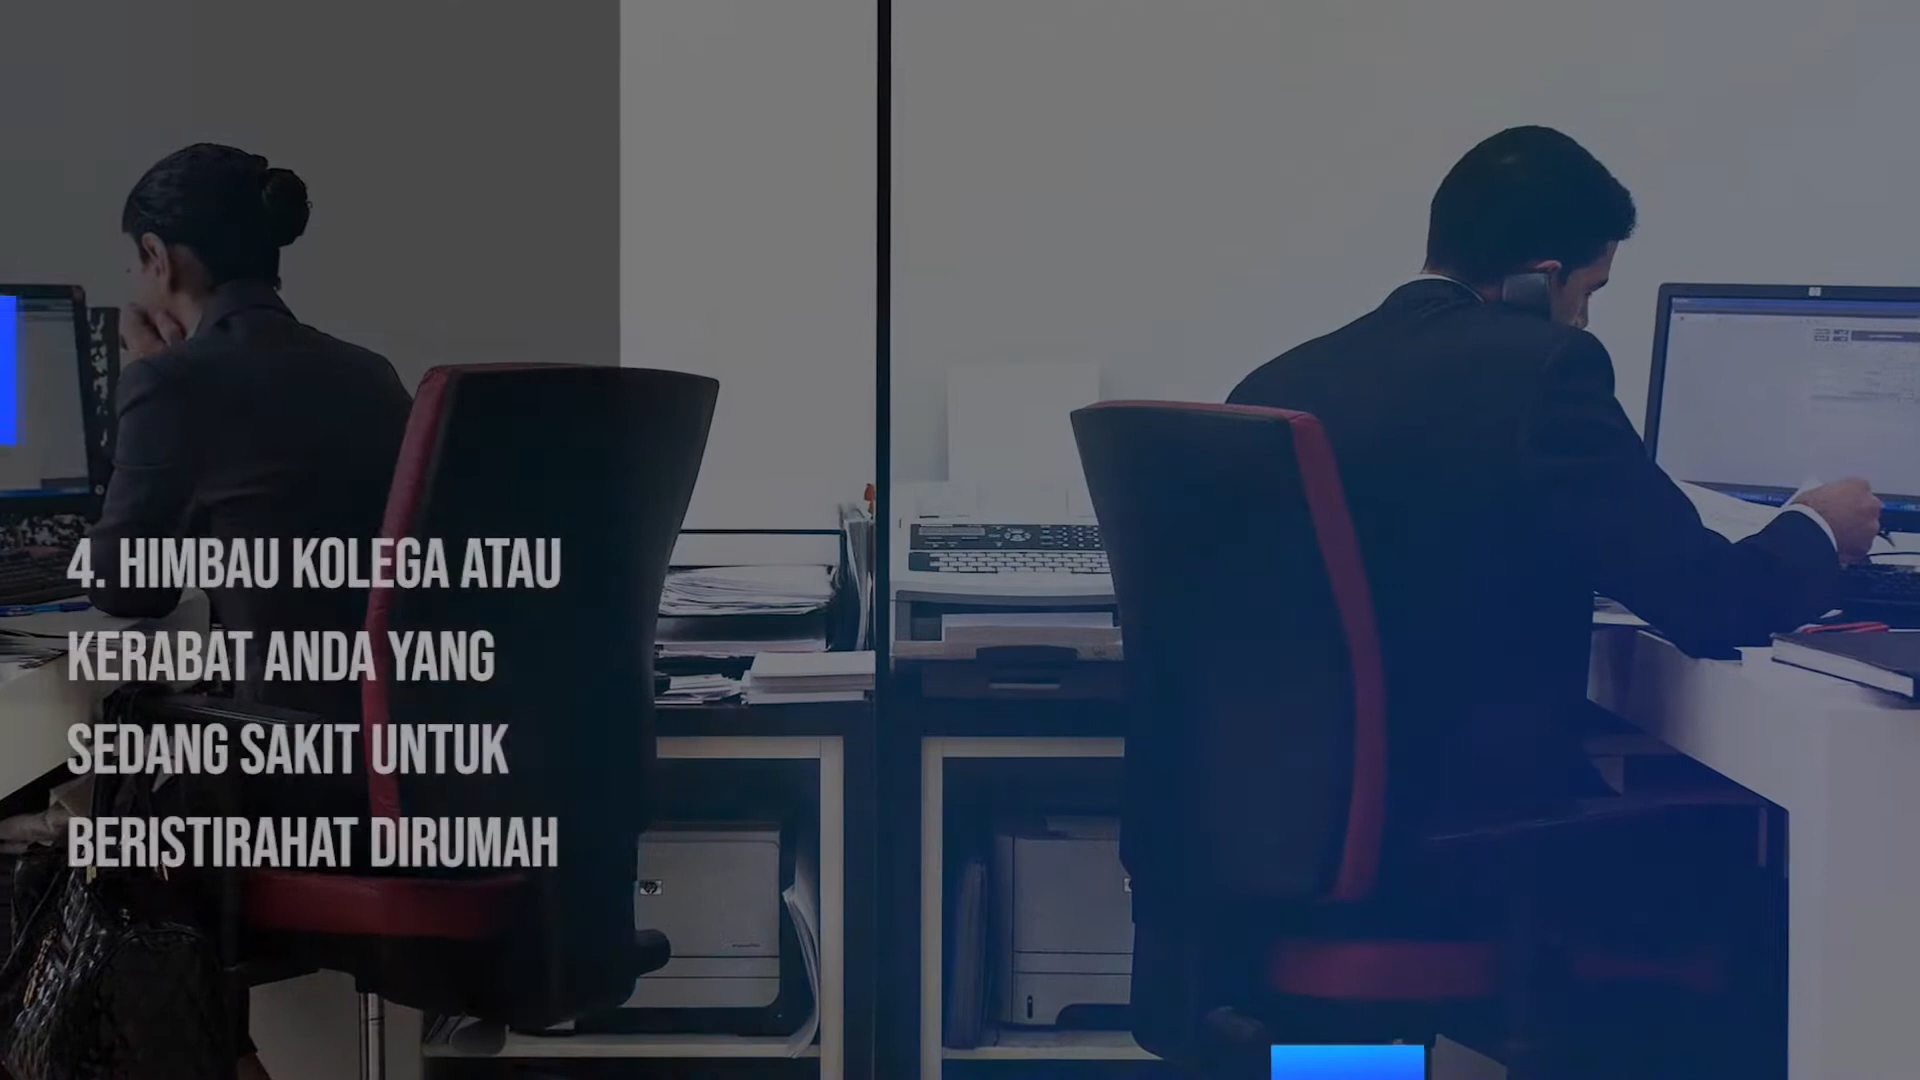 4. HIMBAU KOLEGA ATAU
KERABAT ANDA YANG
SEDANG SAKIT UNTUK
BERISTIRAHAT DIRUMAH